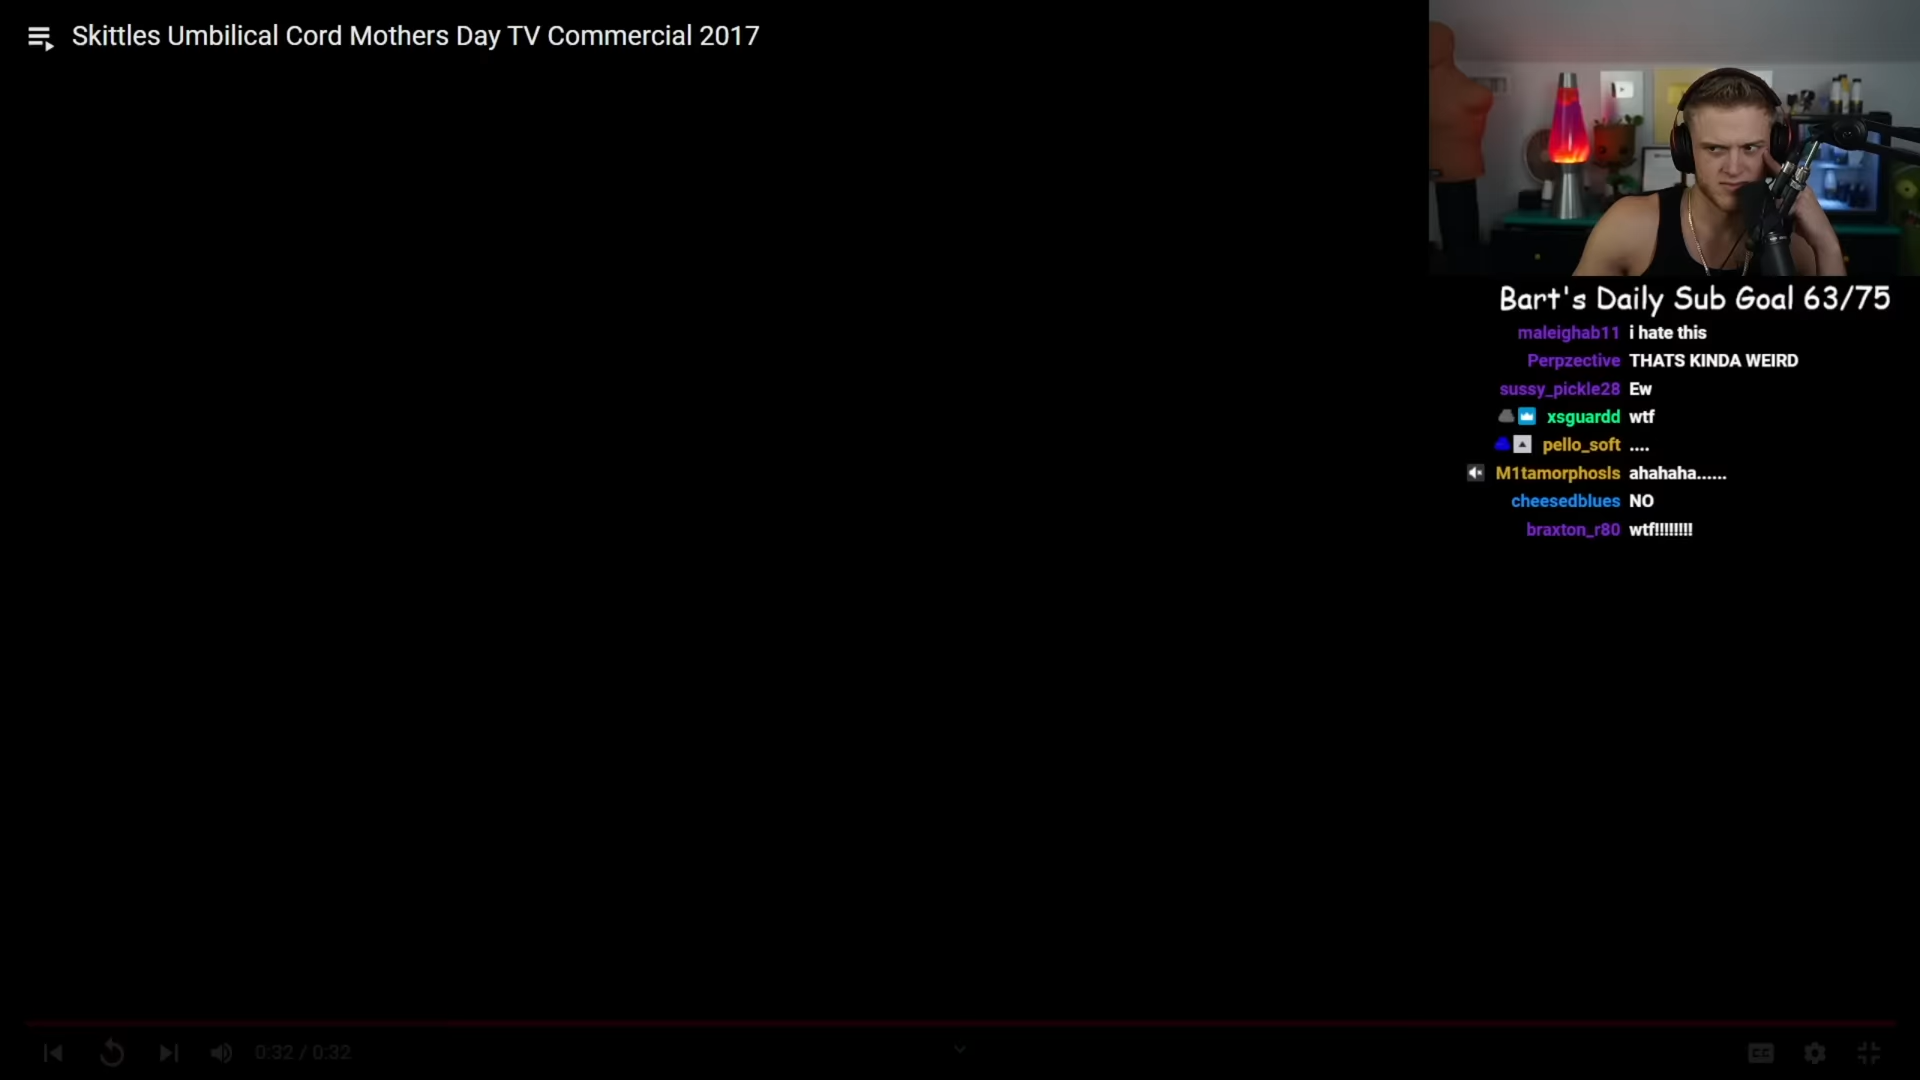 Skittles Umbilical Cord Mothers Day TV Commercial 2017
Bart's Daily Sub Goal 63/75
maleighab11 i hate this
Perpzective THATS KINDA WEIRD
sussy_pickle28 Ew
xsguardd wtf
pello_soft ....
M1tamorphosIs ahahaha......
cheesedblues NO
braxton_r80 wtf!!!!!!!!
0:32 / 0:32
CC